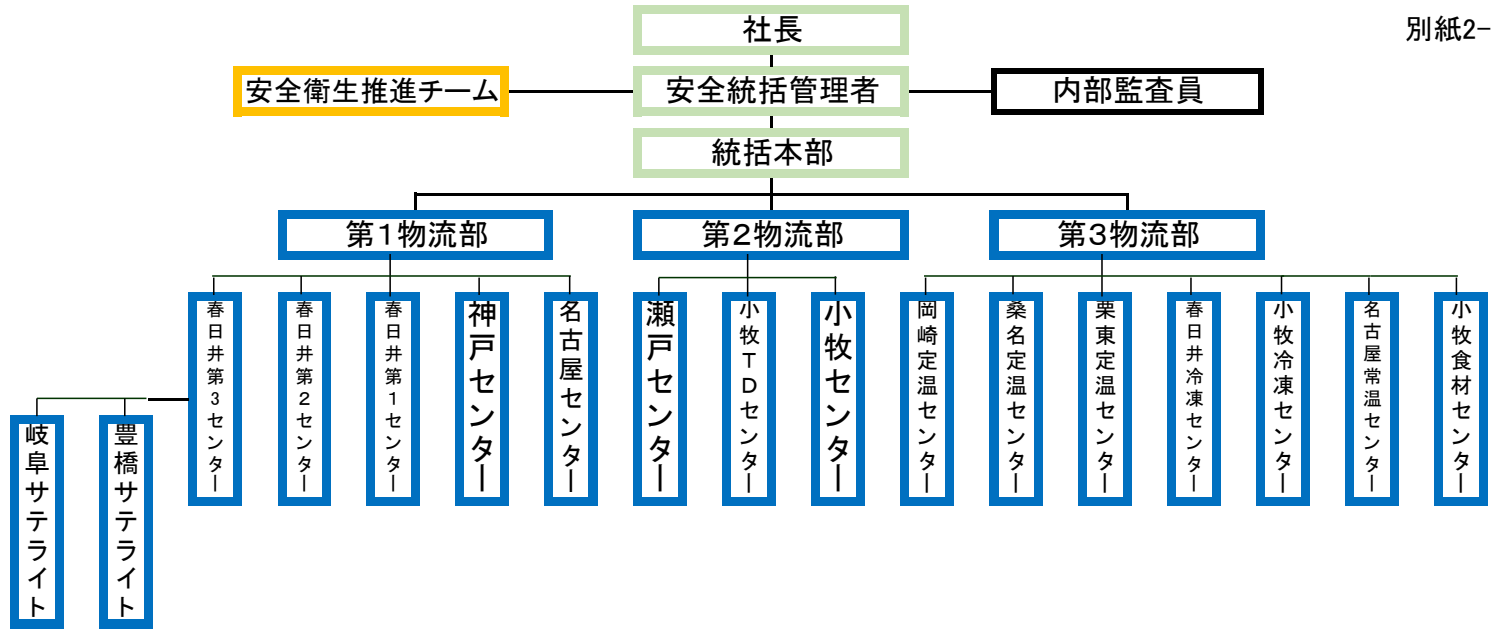 社長
別紙2-
安全衛生推進チーム
安全統括管理者
内部監査員
統括本部
第1物流部
第2物流部
第3物流部
春日井第3センター
春日井第2センター
春日井第1センター
神戸センター
名古屋センター
瀬戸センター
小牧TDセンター
小牧センター
岡崎定温センター
桑名定温センター
栗東定温センター
春日井冷凍センター
小牧冷凍センター
名古屋常温センター
小牧食材センター
岐阜サテライト
豊橋サテライト